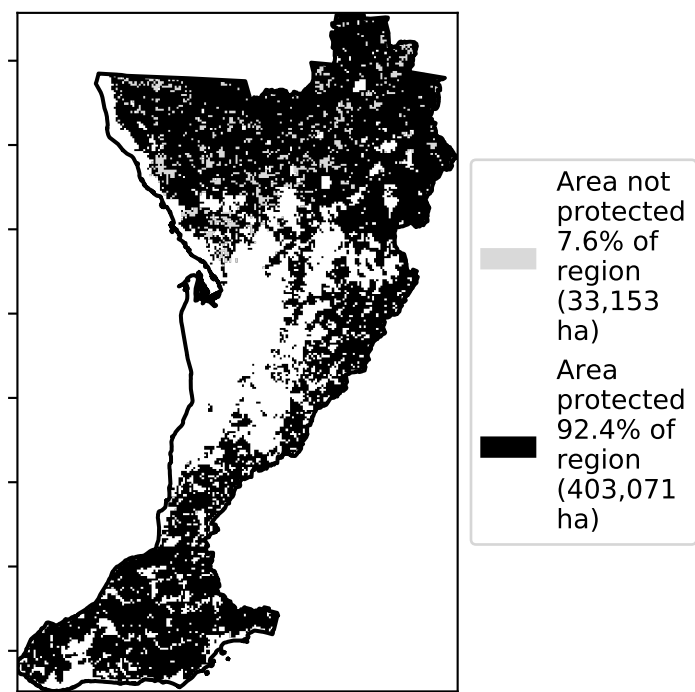 Area not
protected
7.6% of
region
(33,153
ha)
Area
protected
92.4% of
region
(403,071
ha)